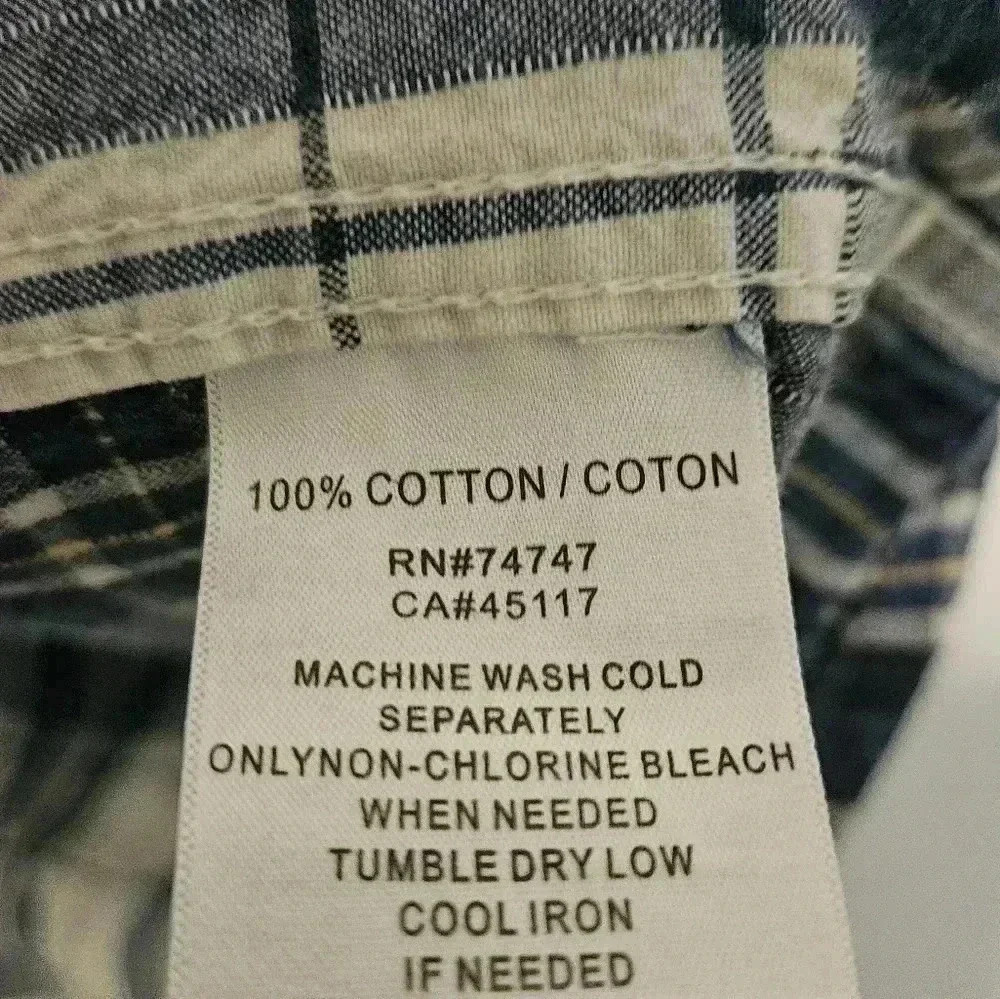 100% COTTON / COTON
RN#74747
CA#45117
MACHINE WASH COLD
SEPARATELY
ONLYNON-CHLORINE BLEACH
WHEN NEEDED
TUMBLE DRY LOW
COOL IRON
IF NEEDED